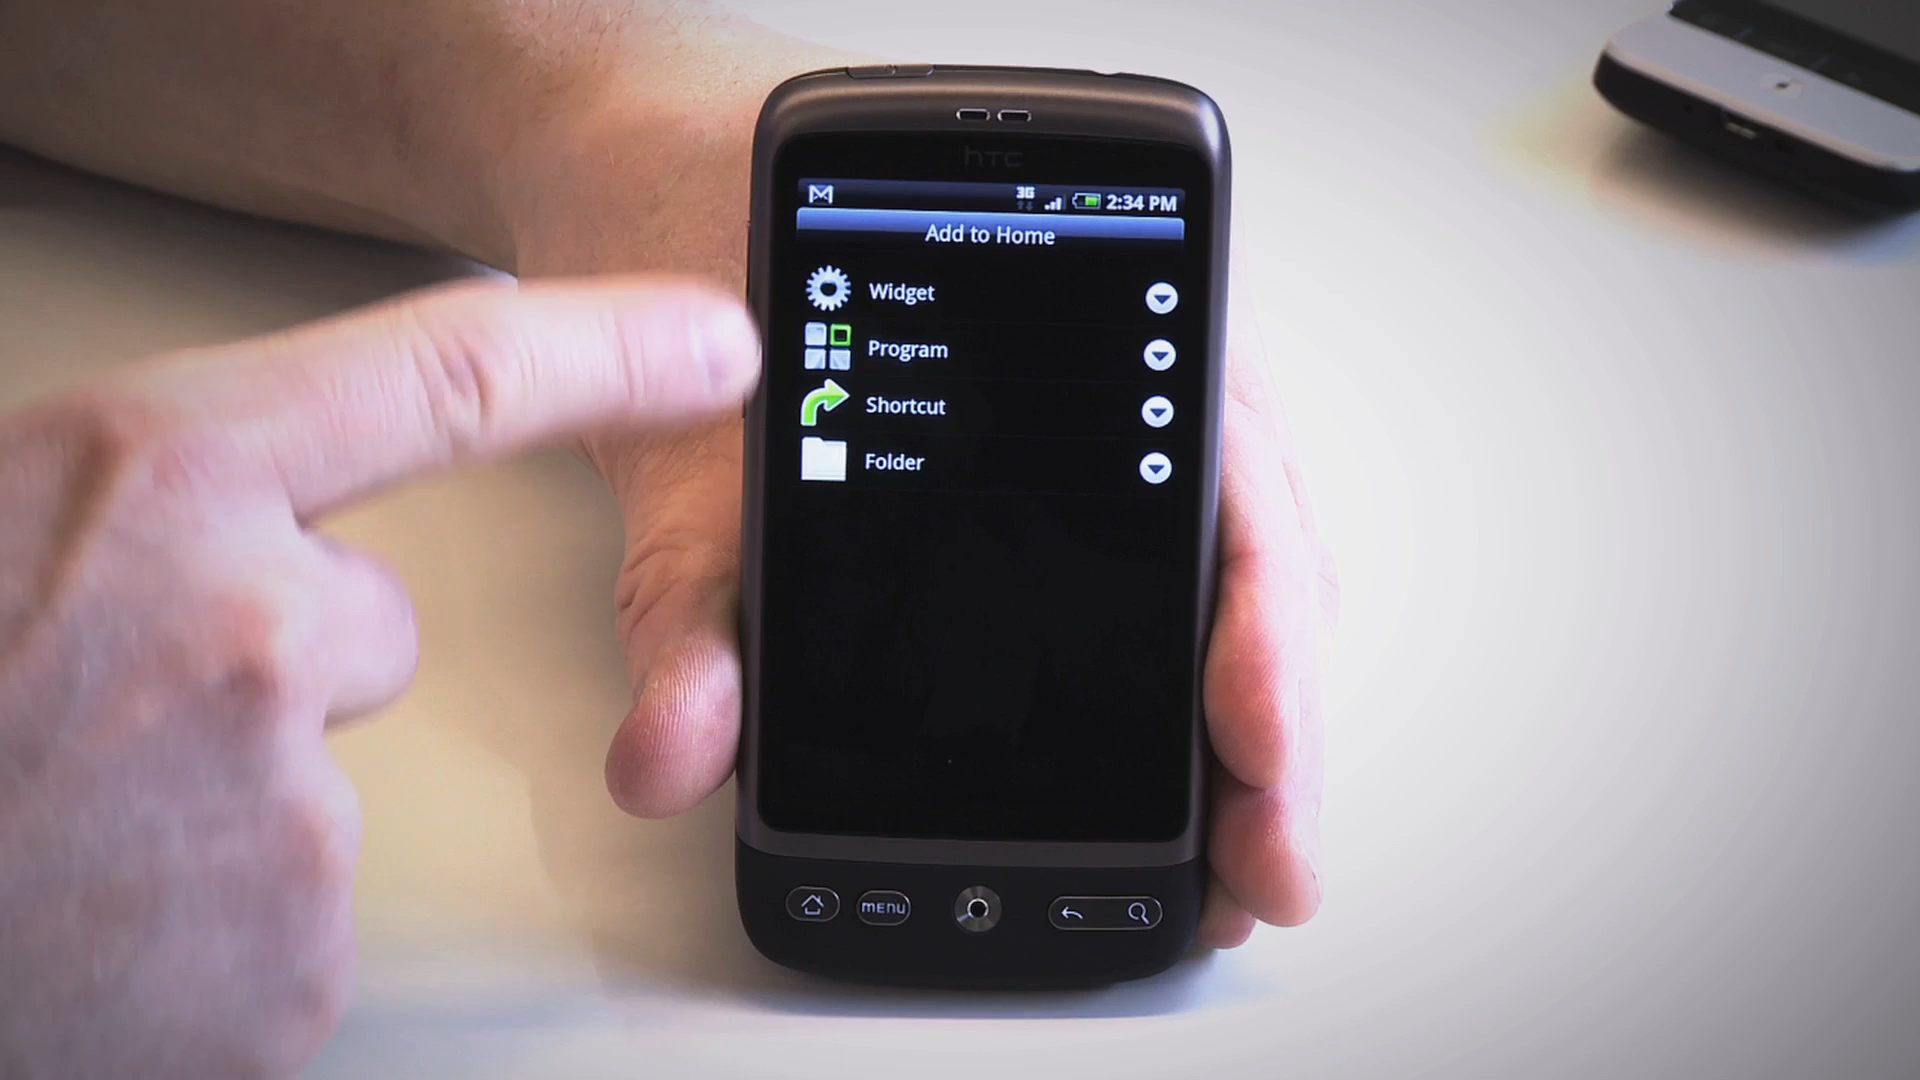 hTC
3G 2:34 PM
Add to Home
Widget
Program
Shortcut
Folder
menu